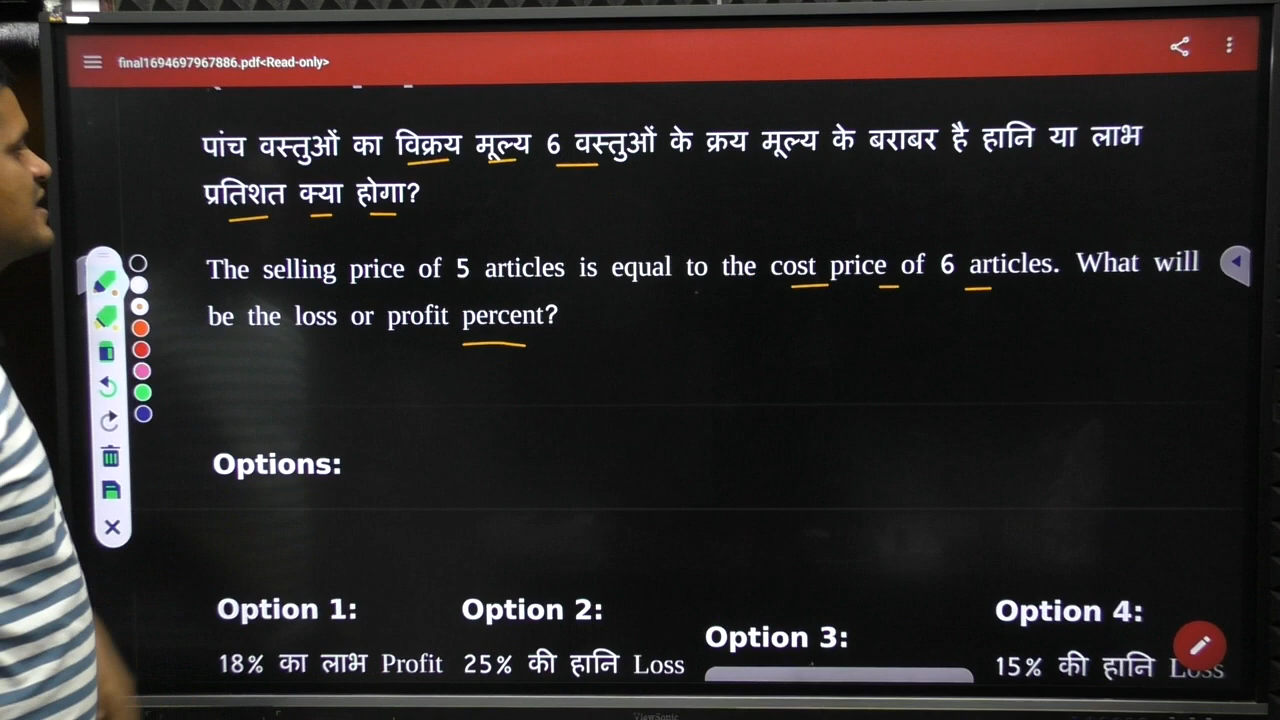 final1694697967886.pdf<Read-only>
पांच वस्तुओं का विक्रय मूल्य 6 वस्तुओं के क्रय मूल्य के बराबर है हानि या लाभ
प्रतिशत क्या होगा?
The selling price of 5 articles is equal to the cost price of 6 articles. What will
be the loss or profit percent?
Options:
Option 1:
18% का लाभ Profit
Option 2:
25% की हानि Loss
Option 3:
Option 4:
15% की हानि Loss
ViewSonic